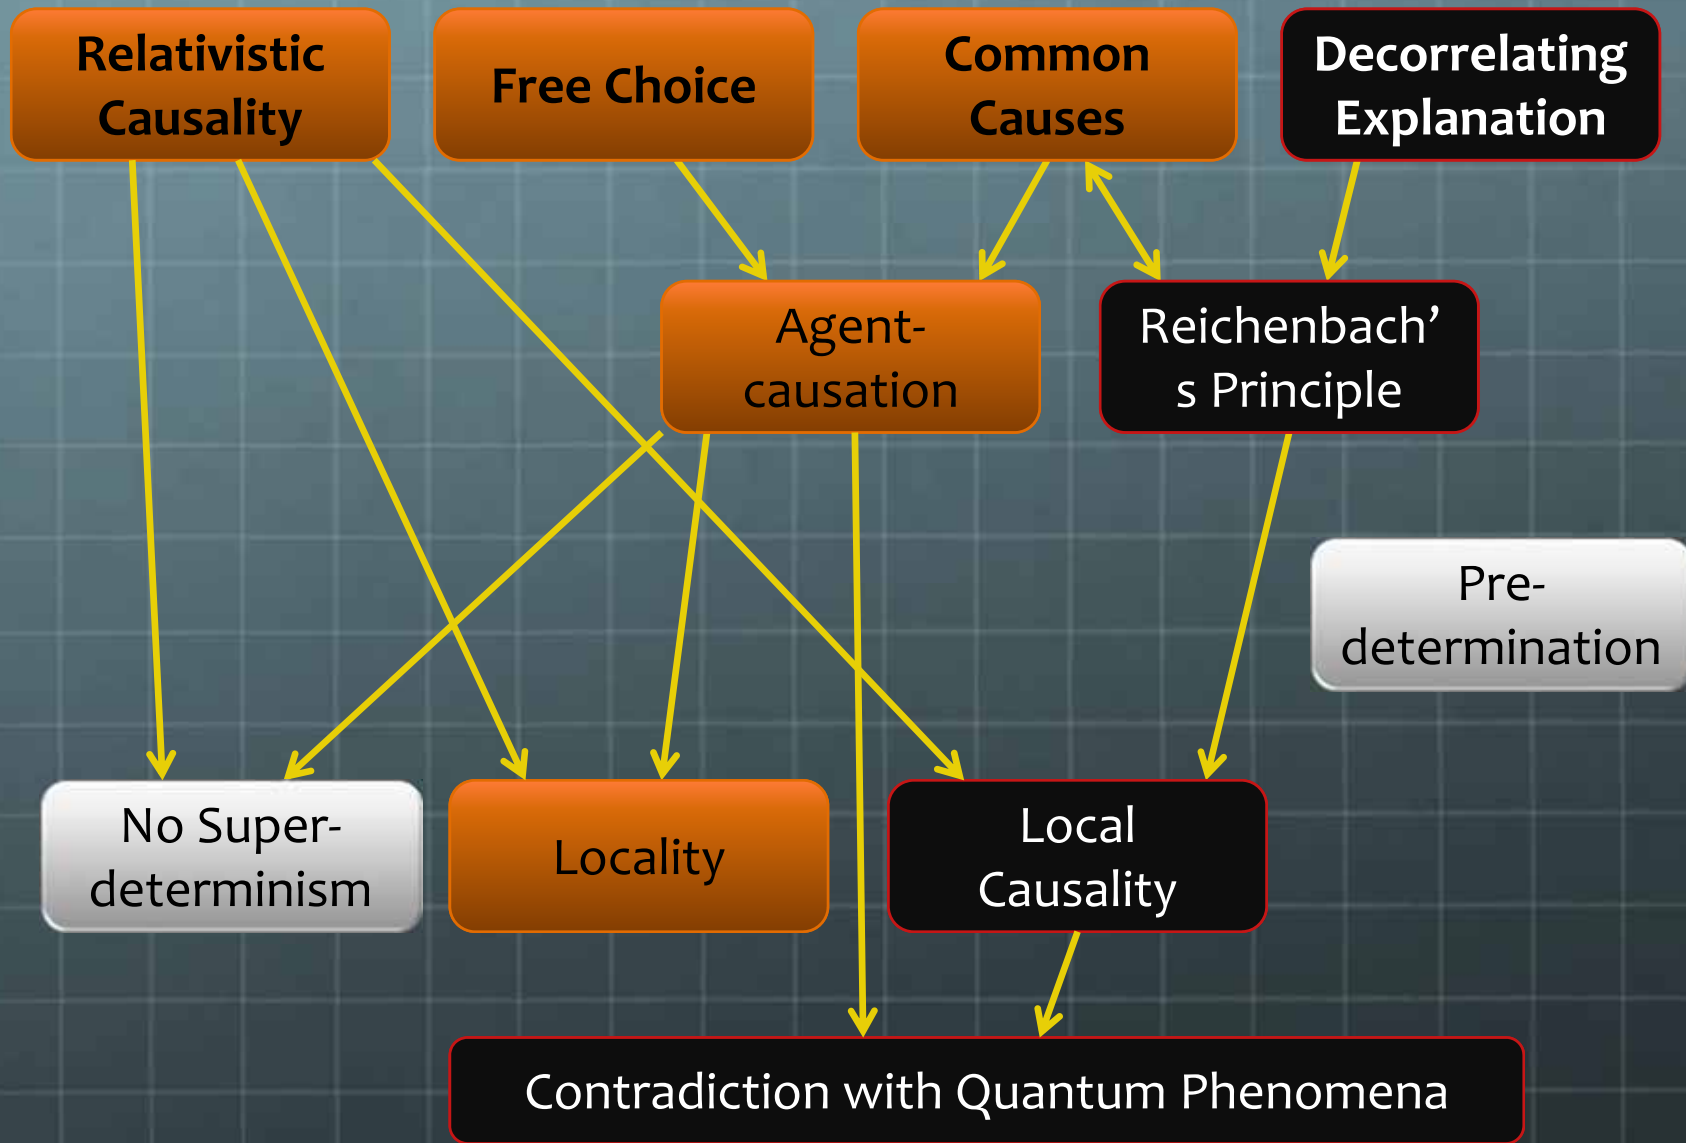 Relativistic
Causality
Free Choice
Common
Causes
Decorrelating
Explanation
Agent-
causation
Reichenbach’
s Principle
Pre-
determination
No Super-
determinism
Locality
Local
Causality
Contradiction with Quantum Phenomena